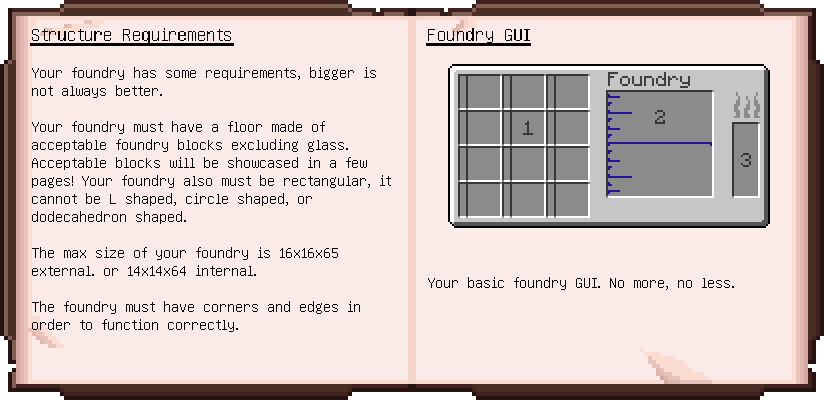 Structure Requirements
Your foundry has some requirements, bigger is
not always better.
Your foundry must have a floor made of
acceptable foundry blocks excluding glass.
Acceptable blocks will be showcased in a few
pages! Your foundry also must be rectangular, it
cannot be L shaped, circle shaped, or
dodecahedron shaped.
The max size of your foundry is 16x16x65
external. or 14x14x64 internal.
The foundry must have corners and edges in
order to function correctly.
Foundry GUI
Foundry
1
2
3
Your basic foundry GUI. No more, no less.